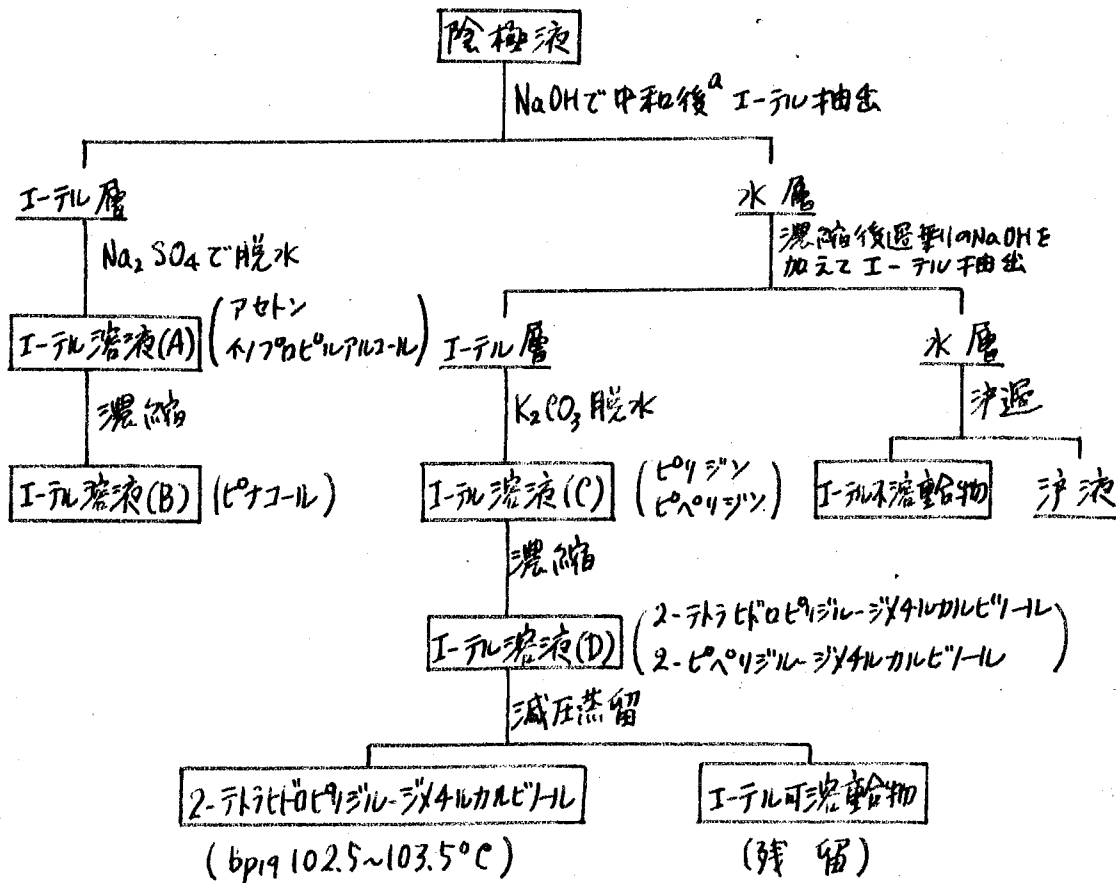 陰極液
NaOHで中和後a エーテル抽出
エーテル層
水層
Na2SO4で脱水
濃縮後過剰のNaOHを
加えてエーテル抽出
エーテル溶液(A)
(アセトン
イソプロピルアルコール)
エーテル層
水層
濃縮
K2CO3脱水
沪過
エーテル溶液(B) (ピナコール)
エーテル溶液(C)
(ピリジン
ピペリジン)
エーテル不溶重合物
沪液
濃縮
エーテル溶液(D)
(2-テトラヒドロピリジル-ジメチルカルビノール
2-ピペリジル-ジメチルカルビノール)
減圧蒸留
2-テトラヒドロピリジル-ジメチルカルビノール
エーテル可溶重合物
(bp19 102.5~103.5°C)
(残留)